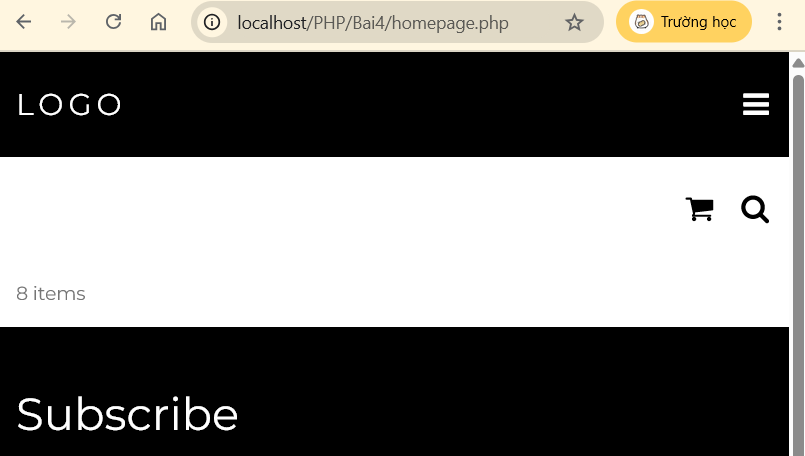 localhost/PHP/Bai4/homepage.php
Trường học
LOGO
8 items
Subscribe